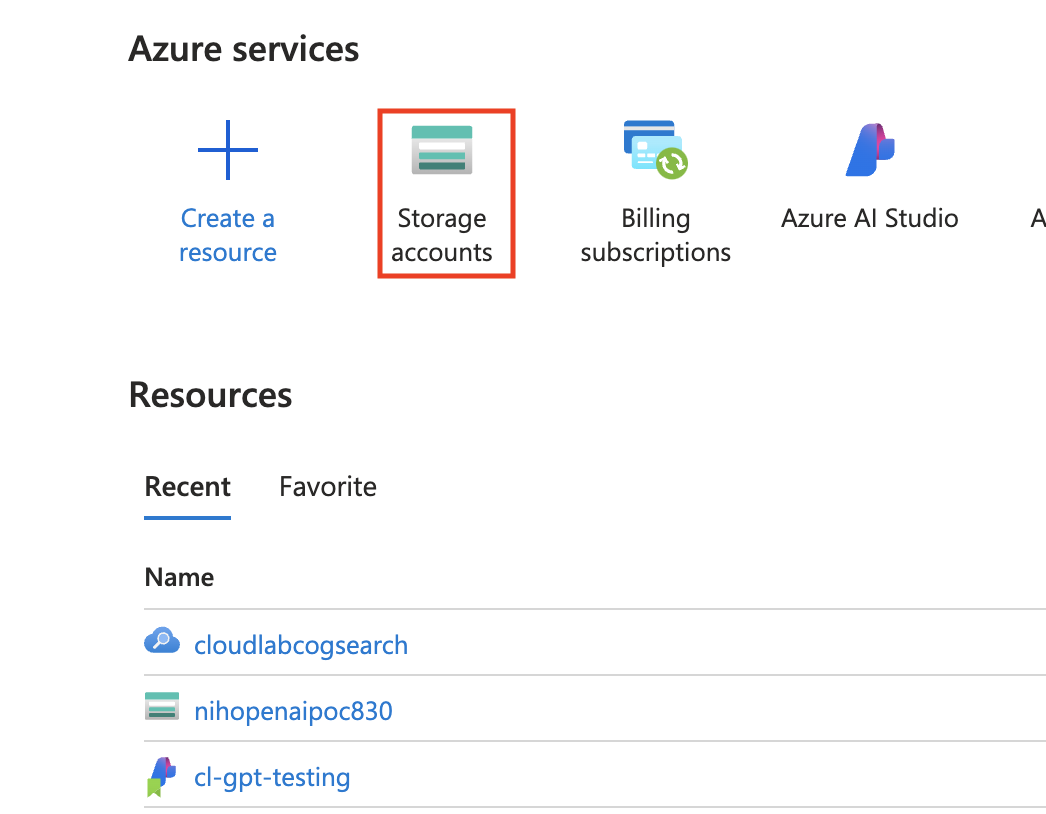 Azure services
Create a
resource
Storage
accounts
Billing
subscriptions
Azure AI Studio
A
Resources
Recent
Favorite
Name
cloudlabcogsearch
nihopenaipoc830
cl-gpt-testing